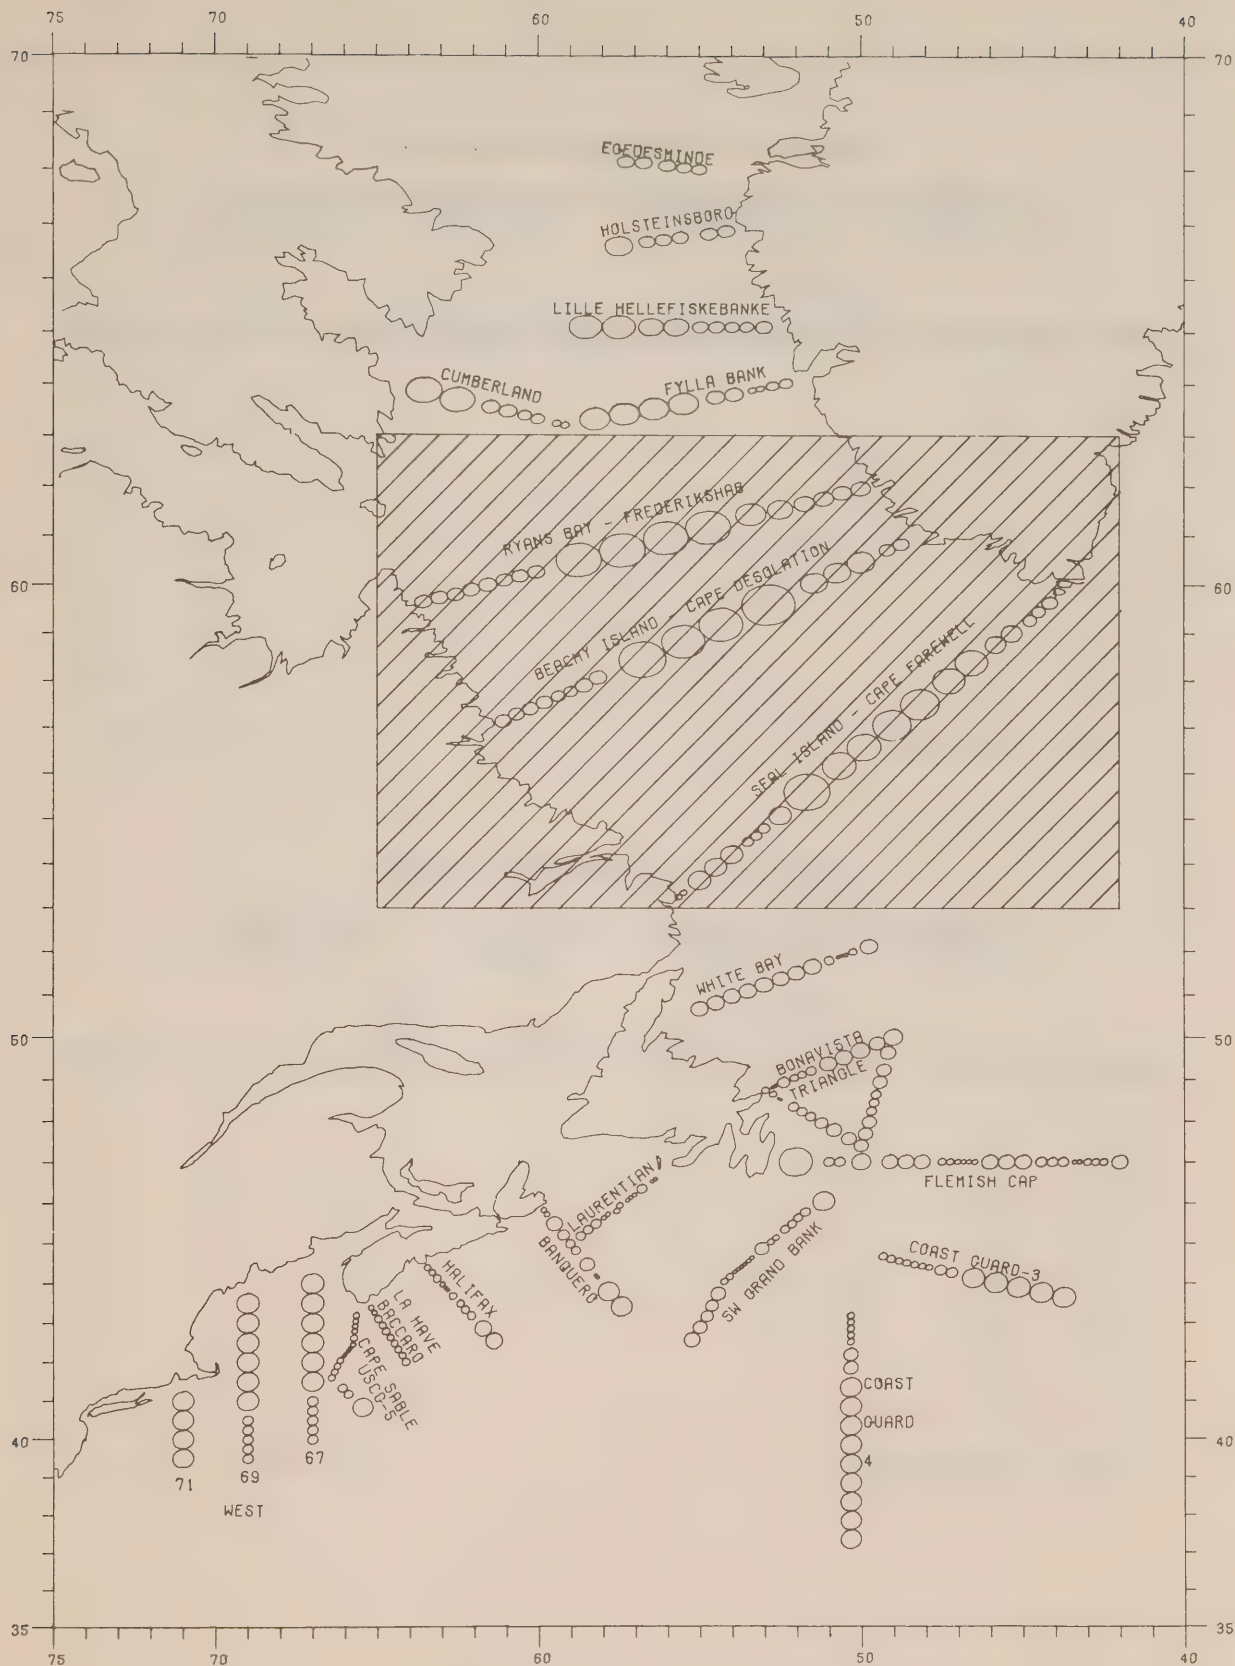 75 70 60 50 40
70 70
EGEDESMINDE
HOLSTEINSBORO
LILLE HELLEFISKEBANKE
CUMBERLAND
FYLLA BANK
RYANS BAY - FREDERIKSHAB
BEACHY ISLAND - CAPE DESOLATION
60 60
SEAL ISLAND - CAPE FAREWELL
WHITE BAY
50 50
BONAVISTA
TRIANGLE
FLEMISH CAP
LAURENTIAN
BANQUERO
SW GRAND BANK
COAST GUARD-3
HALIFAX
LA HAVE
BACCARO
CAPE SABLE
USCG-5
COAST
GUARD
4
40 40
71 69 67
WEST
35 35
75 70 60 50 40